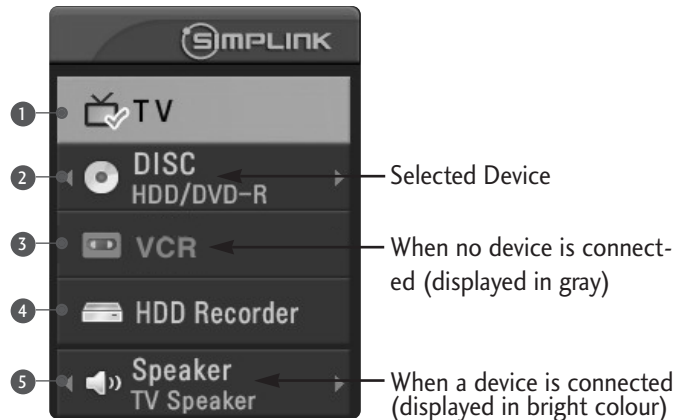 SIMPLINK
1 TV
2 DISC
HDD/DVD-R
Selected Device
3 VCR
When no device is connect-
ed (displayed in gray)
4 HDD Recorder
5 Speaker
TV Speaker
When a device is connected
(displayed in bright colour)